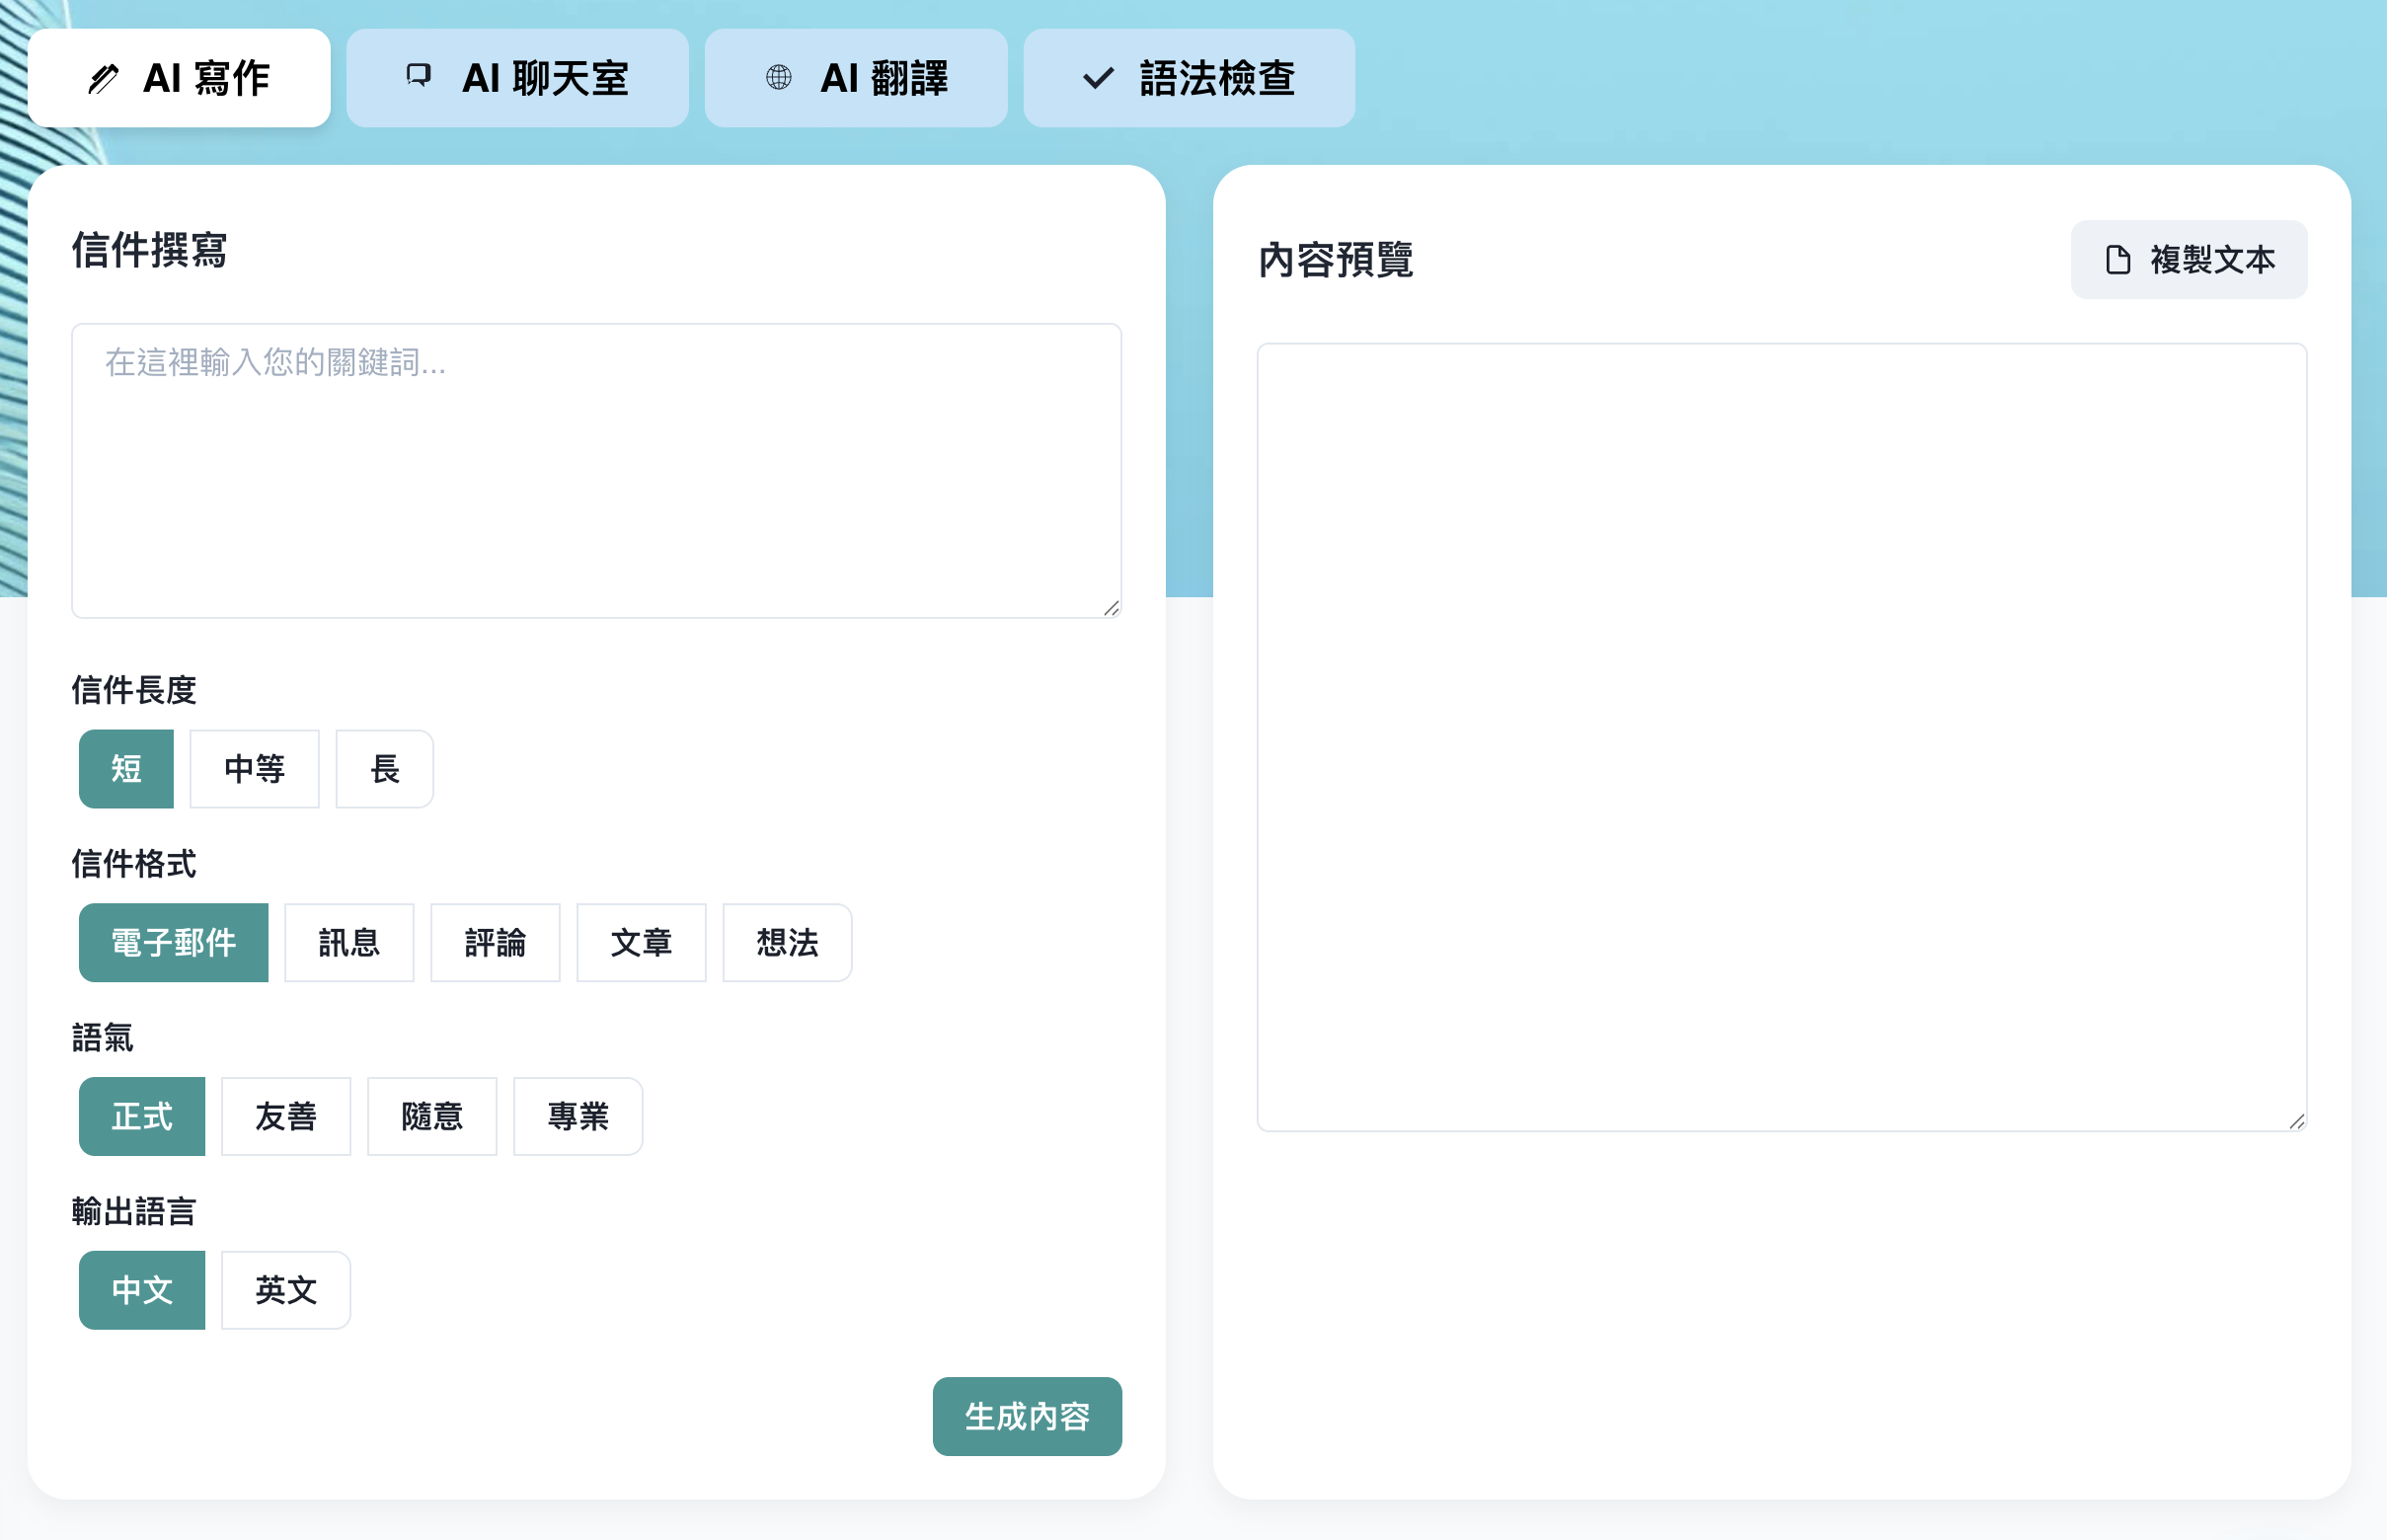 AI 寫作
AI 聊天室
AI 翻譯
語法檢查
信件撰寫
在這裡輸入您的關鍵詞...
信件長度
短 中等 長
信件格式
電子郵件 訊息 評論 文章 想法
語氣
正式 友善 隨意 專業
輸出語言
中文 英文
生成內容
內容預覽
複製文本